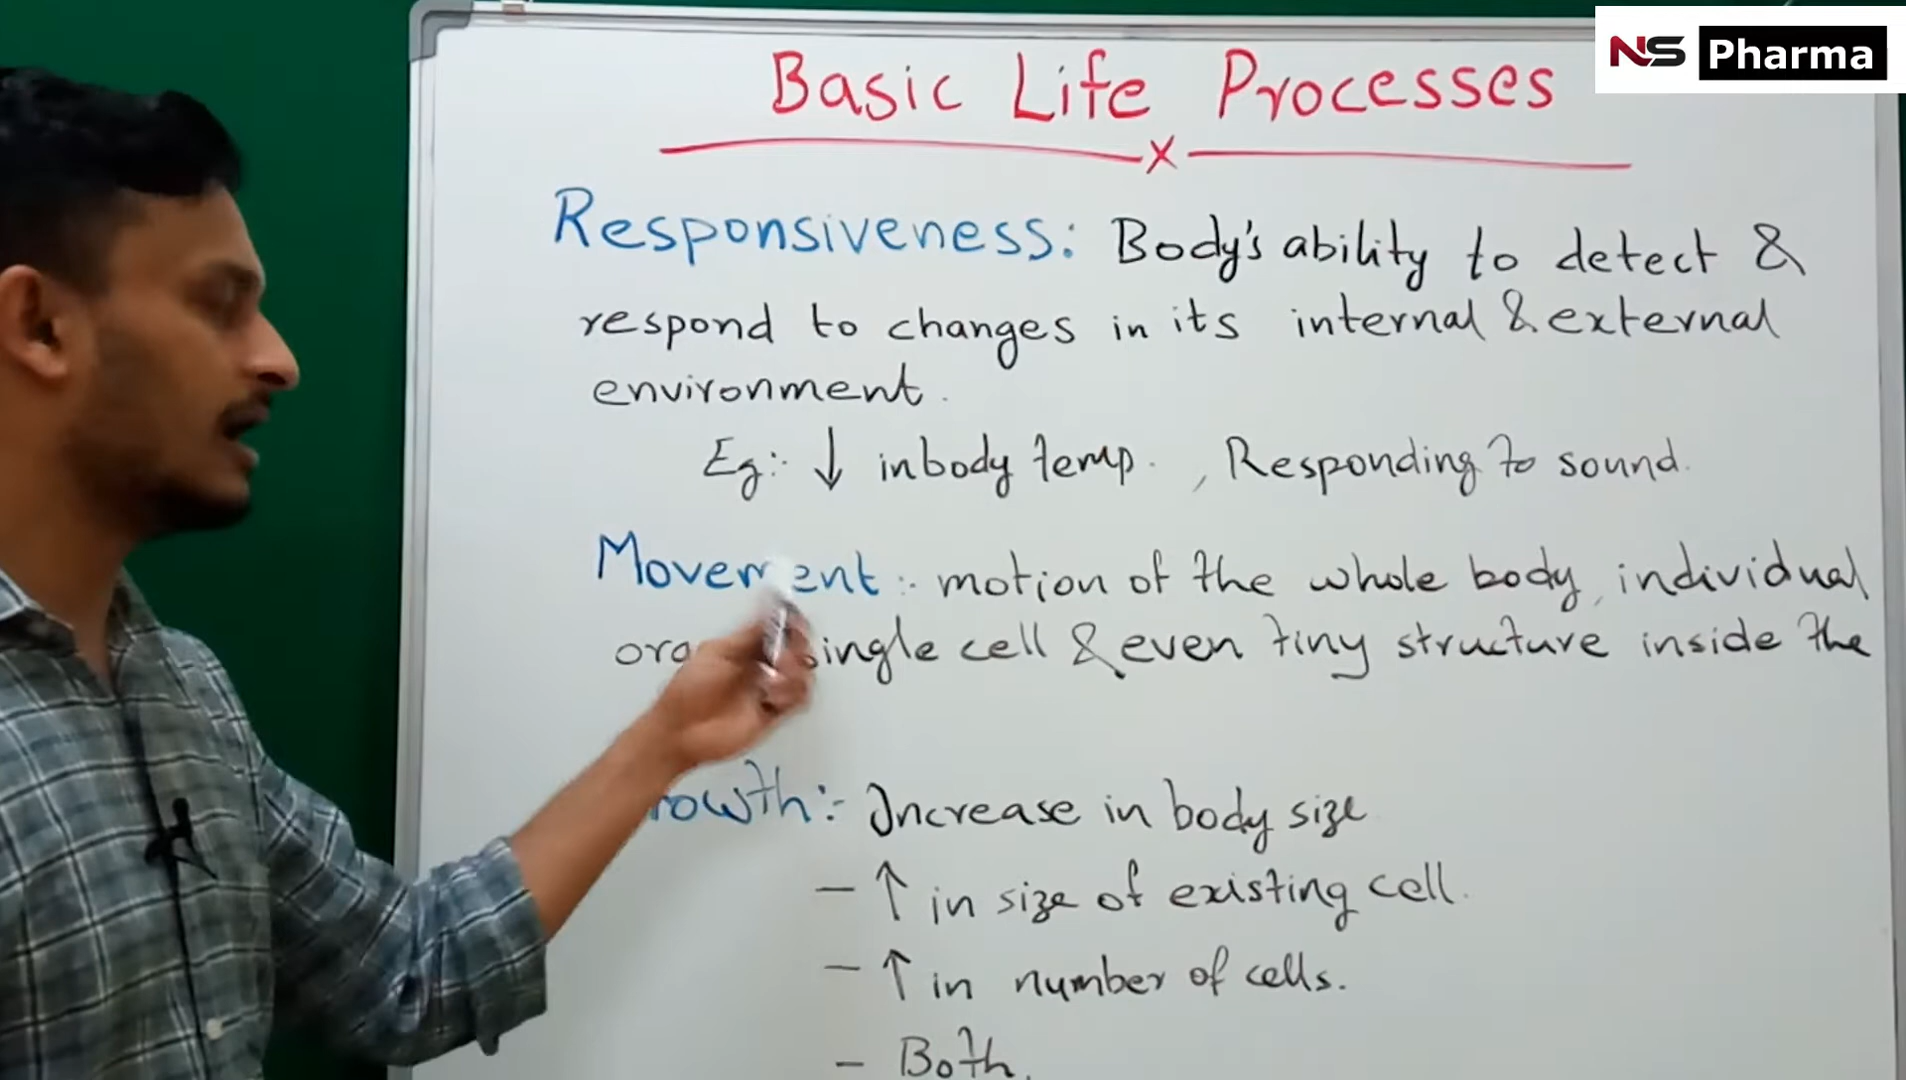 NS Pharma
Basic Life Processes
x
Responsiveness: Body's ability to detect &
respond to changes in its internal & external
environment.
Eg:- ↓ in body temp. , Responding to sound.
Movement :- motion of the whole body, individual
single cell & even tiny structure inside the
Growth:- Increase in body size
- ↑ in size of existing cell.
- ↑ in number of cells.
- Both.